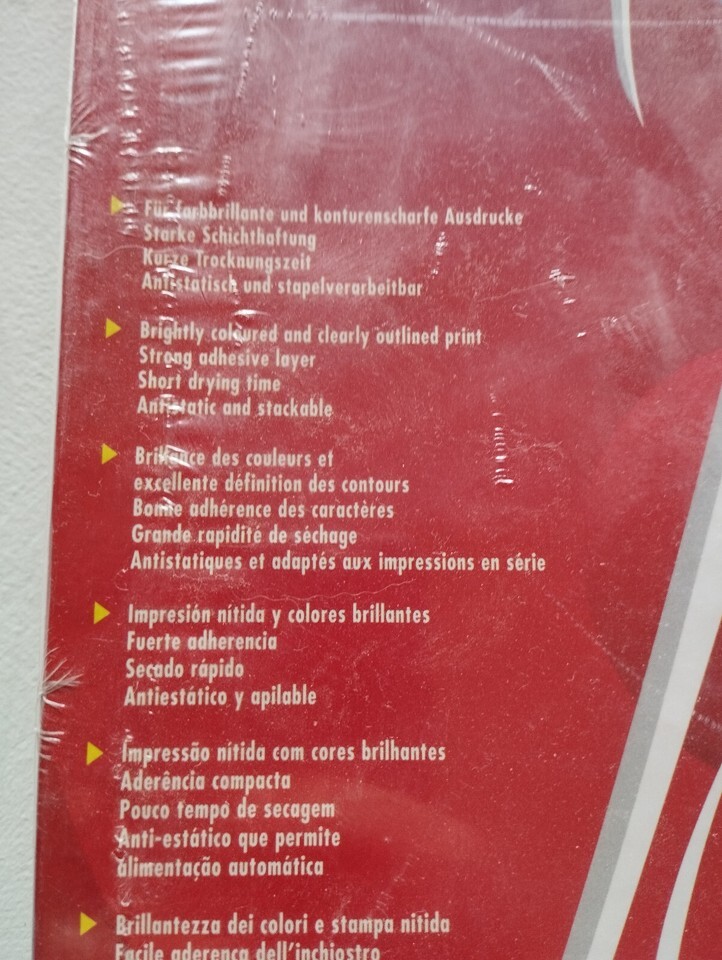 Für farbbrillante und konturenscharfe Ausdrucke
Starke Schichthaftung
Kurze Trocknungszeit
Antistatisch und stapelverarbeitbar
Brightly coloured and clearly outlined print
Strong adhesive layer
Short drying time
Antistatic and stackable
Brillance des couleurs et
excellente définition des contours
Bonne adhérence des caractères
Grande rapidité de séchage
Antistatiques et adaptés aux impressions en série
Impresión nítida y colores brillantes
Fuerte adherencia
Secado rápido
Antiestático y apilable
Impressão nítida com cores brilhantes
Aderência compacta
Pouco tempo de secagem
Anti-estático que permite
alimentação automática
Brillantezza dei colori e stampa nitida
Facile aderença dell'inchiostro